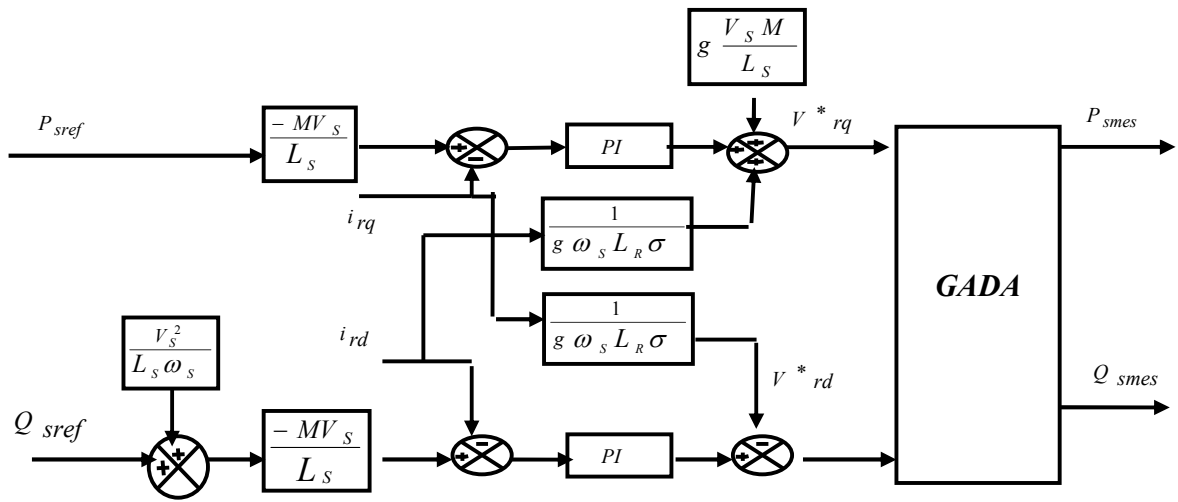 g V_S M / L_S
P_sref
- MV_S / L_S
PI
V*_rq
P_smes
i_rq
1 / g ω_S L_R σ
GADA
1 / g ω_S L_R σ
i_rd
V_S^2 / L_S ω_S
V*_rd
Q_smes
Q_sref
- MV_S / L_S
PI